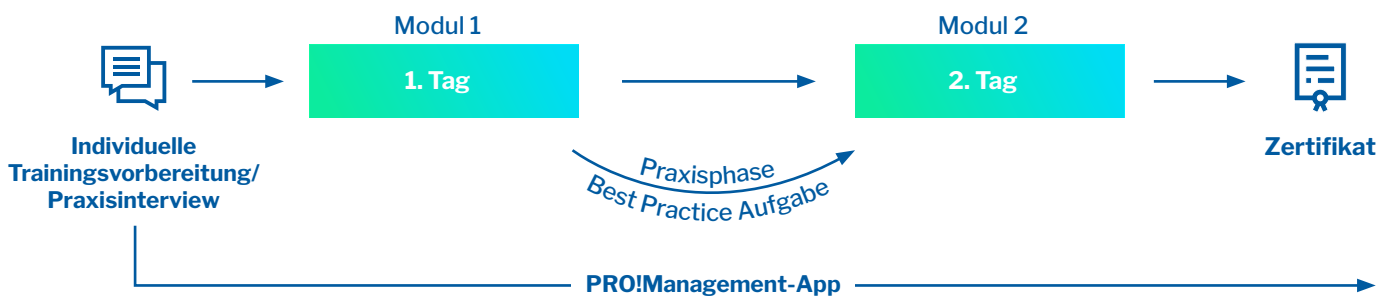 Modul 1
Modul 2
1. Tag
2. Tag
Individuelle
Trainingsvorbereitung/
Praxisinterview
Praxisphase
Best Practice Aufgabe
Zertifikat
PRO!Management-App